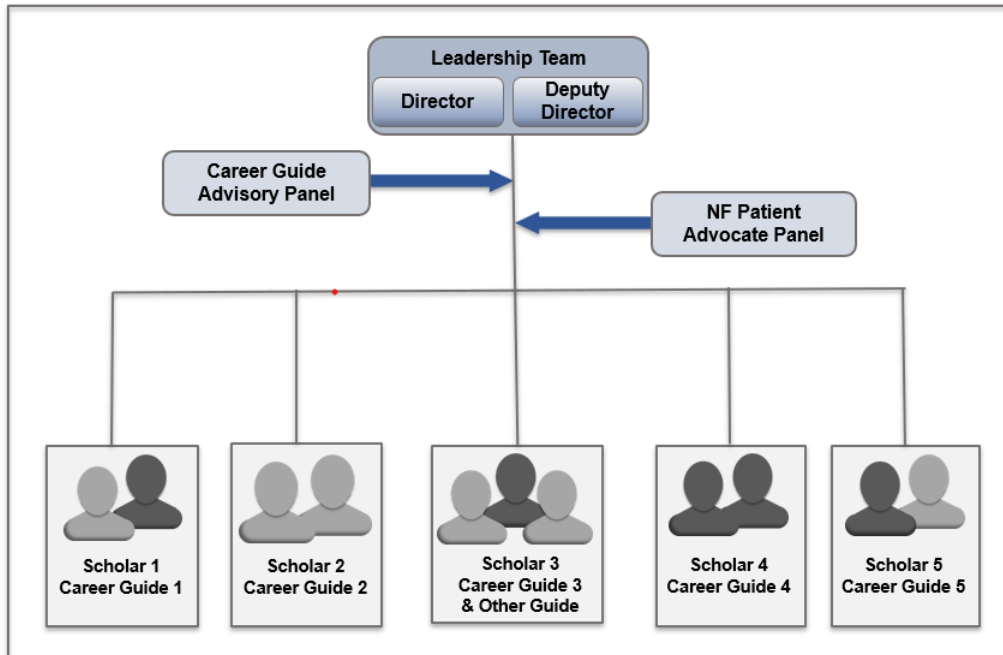 Leadership Team
Director
Deputy
Director
Career Guide
Advisory Panel
NF Patient
Advocate Panel
Scholar 1
Career Guide 1
Scholar 2
Career Guide 2
Scholar 3
Career Guide 3
& Other Guide
Scholar 4
Career Guide 4
Scholar 5
Career Guide 5